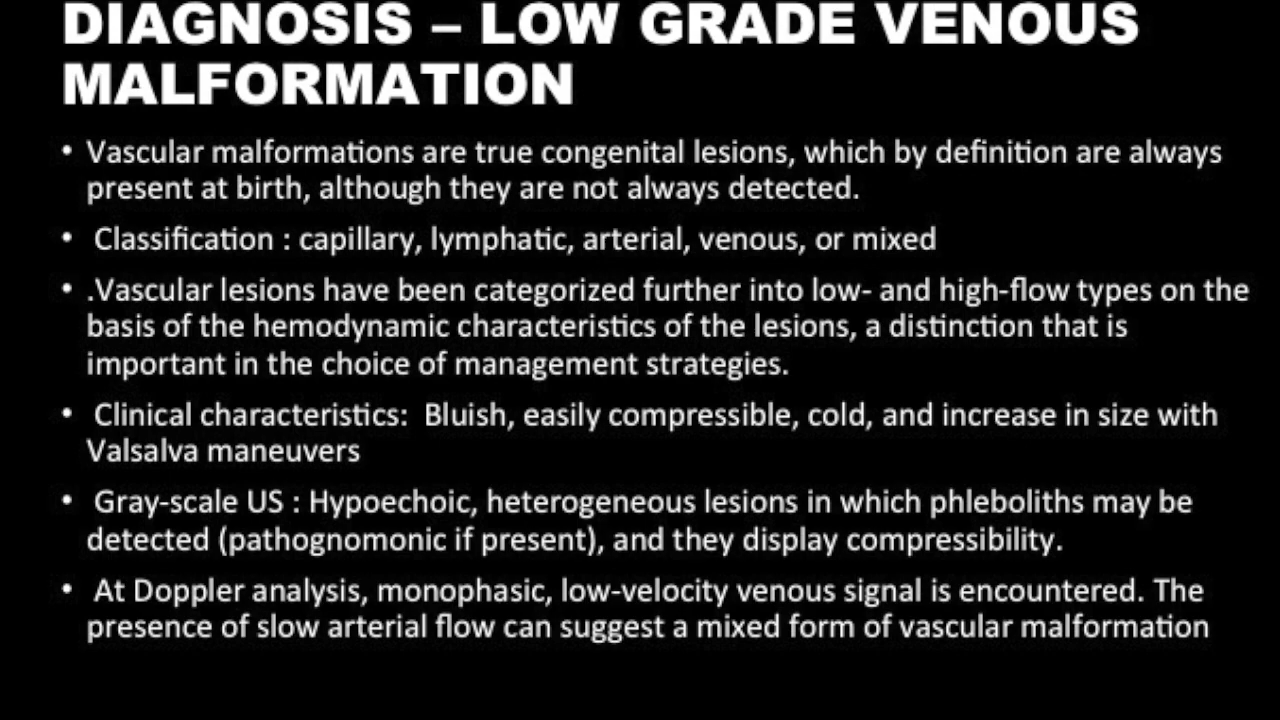 DIAGNOSIS – LOW GRADE VENOUS
MALFORMATION
• Vascular malformations are true congenital lesions, which by definition are always
present at birth, although they are not always detected.
• Classification : capillary, lymphatic, arterial, venous, or mixed
• .Vascular lesions have been categorized further into low- and high-flow types on the
basis of the hemodynamic characteristics of the lesions, a distinction that is
important in the choice of management strategies.
• Clinical characteristics:  Bluish, easily compressible, cold, and increase in size with
Valsalva maneuvers
• Gray-scale US : Hypoechoic, heterogeneous lesions in which phleboliths may be
detected (pathognomonic if present), and they display compressibility.
• At Doppler analysis, monophasic, low-velocity venous signal is encountered. The
presence of slow arterial flow can suggest a mixed form of vascular malformation